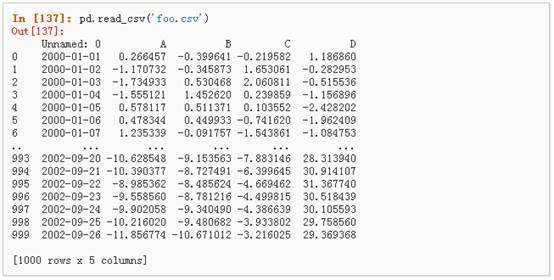 In [137]: pd.read_csv('foo.csv')
Out[137]:
Unnamed: 0 A B C D
0 2000-01-01 0.266457 -0.399641 -0.219582 1.186860
1 2000-01-02 -1.170732 -0.345873 1.653061 -0.282953
2 2000-01-03 -1.734933 0.530468 2.060811 -0.515536
3 2000-01-04 -1.555121 1.452620 0.239859 -1.156896
4 2000-01-05 0.578117 0.511371 0.103552 -2.428202
5 2000-01-06 0.478344 0.449933 -0.741620 -1.962409
6 2000-01-07 1.235339 -0.091757 -1.543861 -1.084753
.. ... ... ... ... ...
993 2002-09-20 -10.628548 -9.153563 -7.883146 28.313940
994 2002-09-21 -10.390377 -8.727491 -6.399645 30.914107
995 2002-09-22 -8.985362 -8.485624 -4.669462 31.367740
996 2002-09-23 -9.558560 -8.781216 -4.499815 30.518439
997 2002-09-24 -9.902058 -9.340490 -4.386639 30.105593
998 2002-09-25 -10.216020 -9.480682 -3.933802 29.758560
999 2002-09-26 -11.856774 -10.671012 -3.216025 29.369368
[1000 rows x 5 columns]